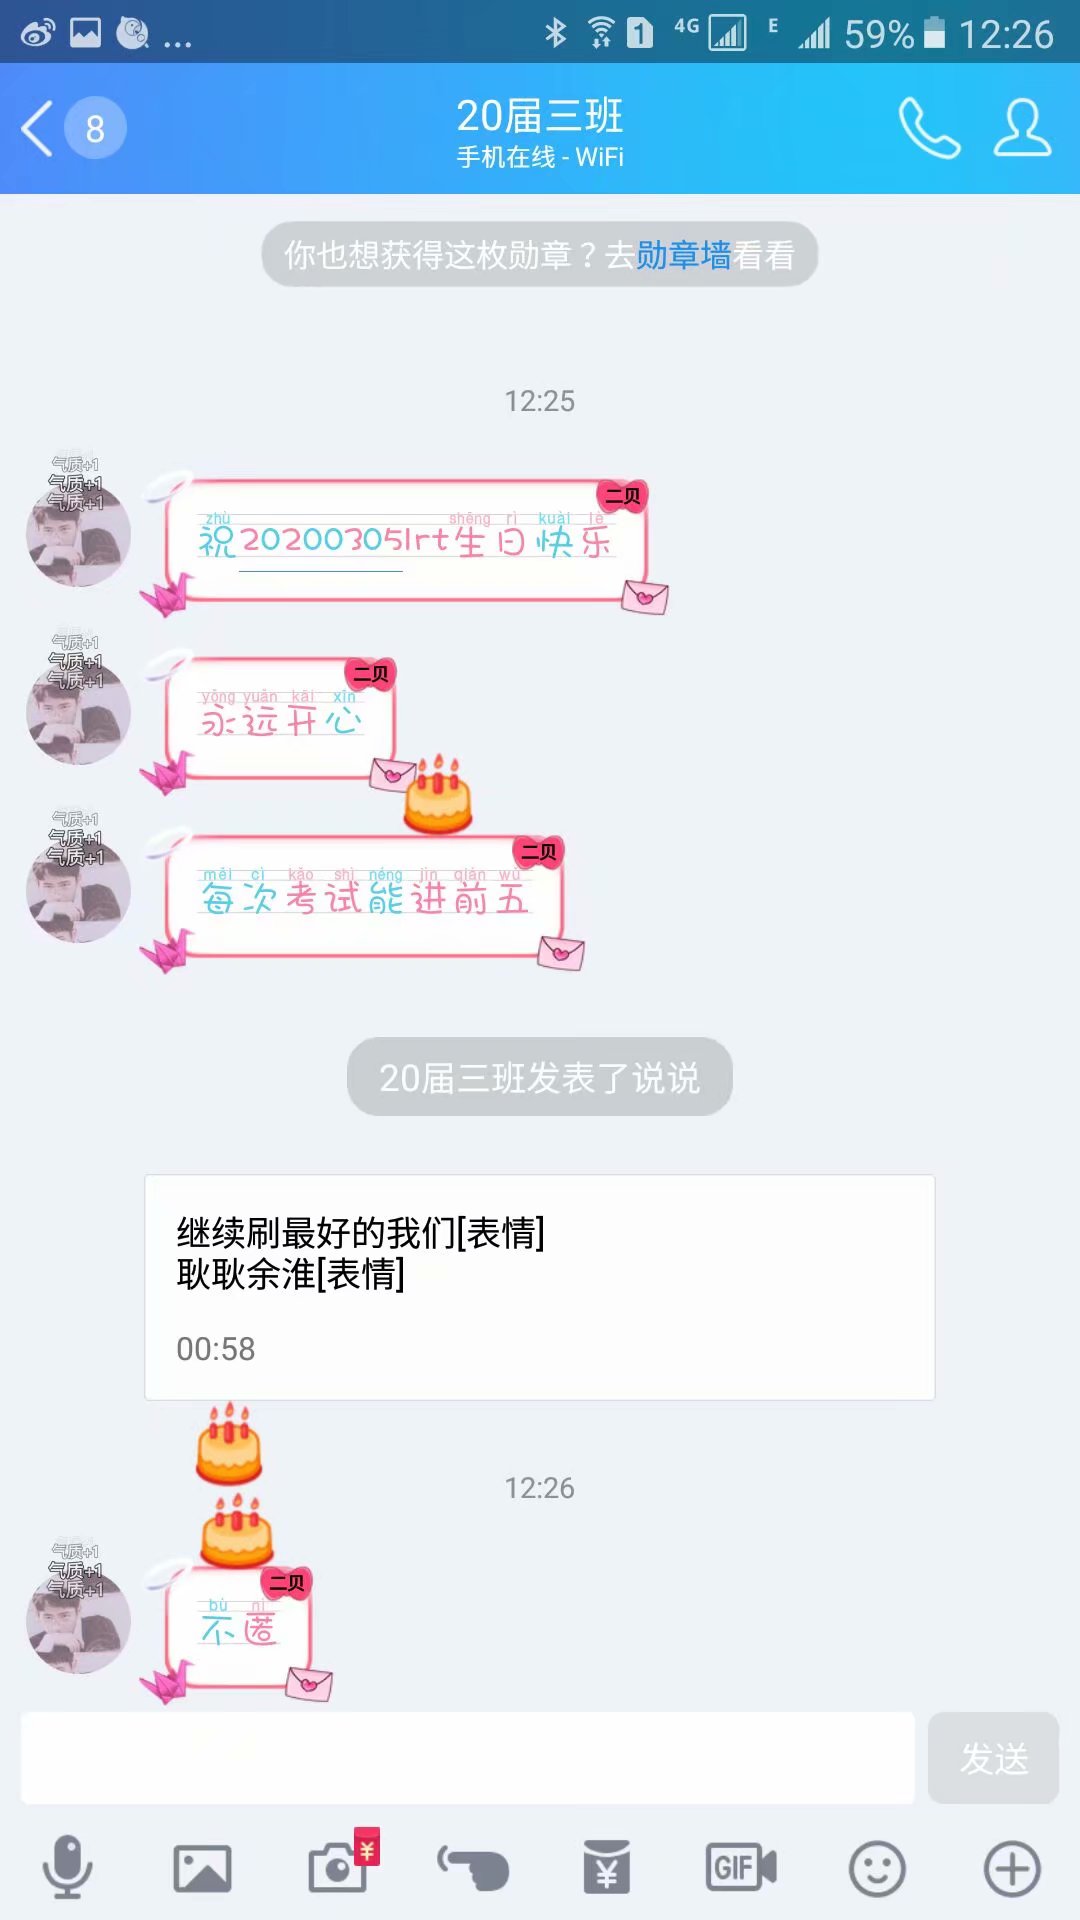 59% 12:26
1 4G E
8
20届三班
手机在线 - WiFi
你也想获得这枚勋章？去勋章墙看看
12:25
气质+1
气质+1
气质+1
二贝
zhù shēng rì kuài lè
祝20200305lrt生日快乐
气质+1
气质+1
气质+1
二贝
yǒng yuǎn kāi xīn
永远开心
气质+1
气质+1
气质+1
二贝
měi cì kǎo shì néng jìn qián wǔ
每次考试能进前五
20届三班发表了说说
继续刷最好的我们[表情]
耿耿余淮[表情]
00:58
12:26
气质+1
气质+1
气质+1
二贝
bù nì
不匿
发送
¥
¥
GIF